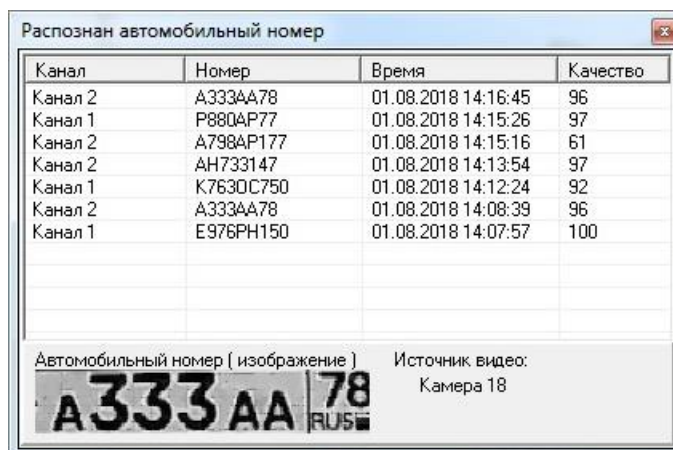 Распознан автомобильный номер
Канал Номер Время Качество
Канал 2 А333АА78 01.08.2018 14:16:45 96
Канал 1 Р880АР77 01.08.2018 14:15:26 97
Канал 2 А798АР177 01.08.2018 14:15:16 61
Канал 2 АН733147 01.08.2018 14:13:54 97
Канал 1 К763ОС750 01.08.2018 14:12:24 92
Канал 2 А333АА78 01.08.2018 14:08:39 96
Канал 1 Е976РН150 01.08.2018 14:07:57 100
Автомобильный номер ( изображение ) Источник видео:
А333АА 78 Камера 18
RUS